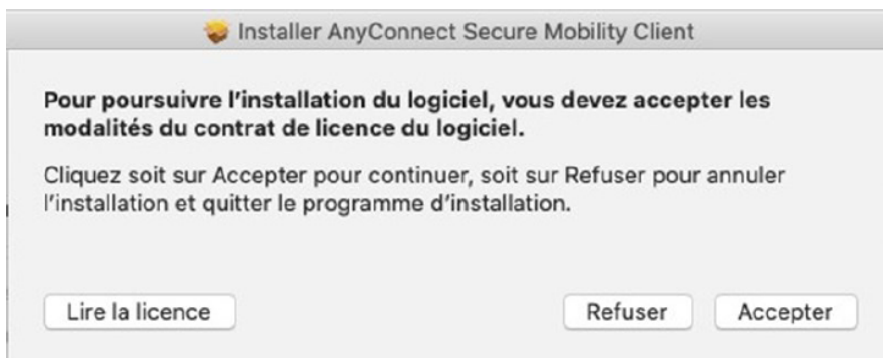 Installer AnyConnect Secure Mobility Client
Pour poursuivre l'installation du logiciel, vous devez accepter les
modalités du contrat de licence du logiciel.
Cliquez soit sur Accepter pour continuer, soit sur Refuser pour annuler
l'installation et quitter le programme d'installation.
Lire la licence
Refuser
Accepter